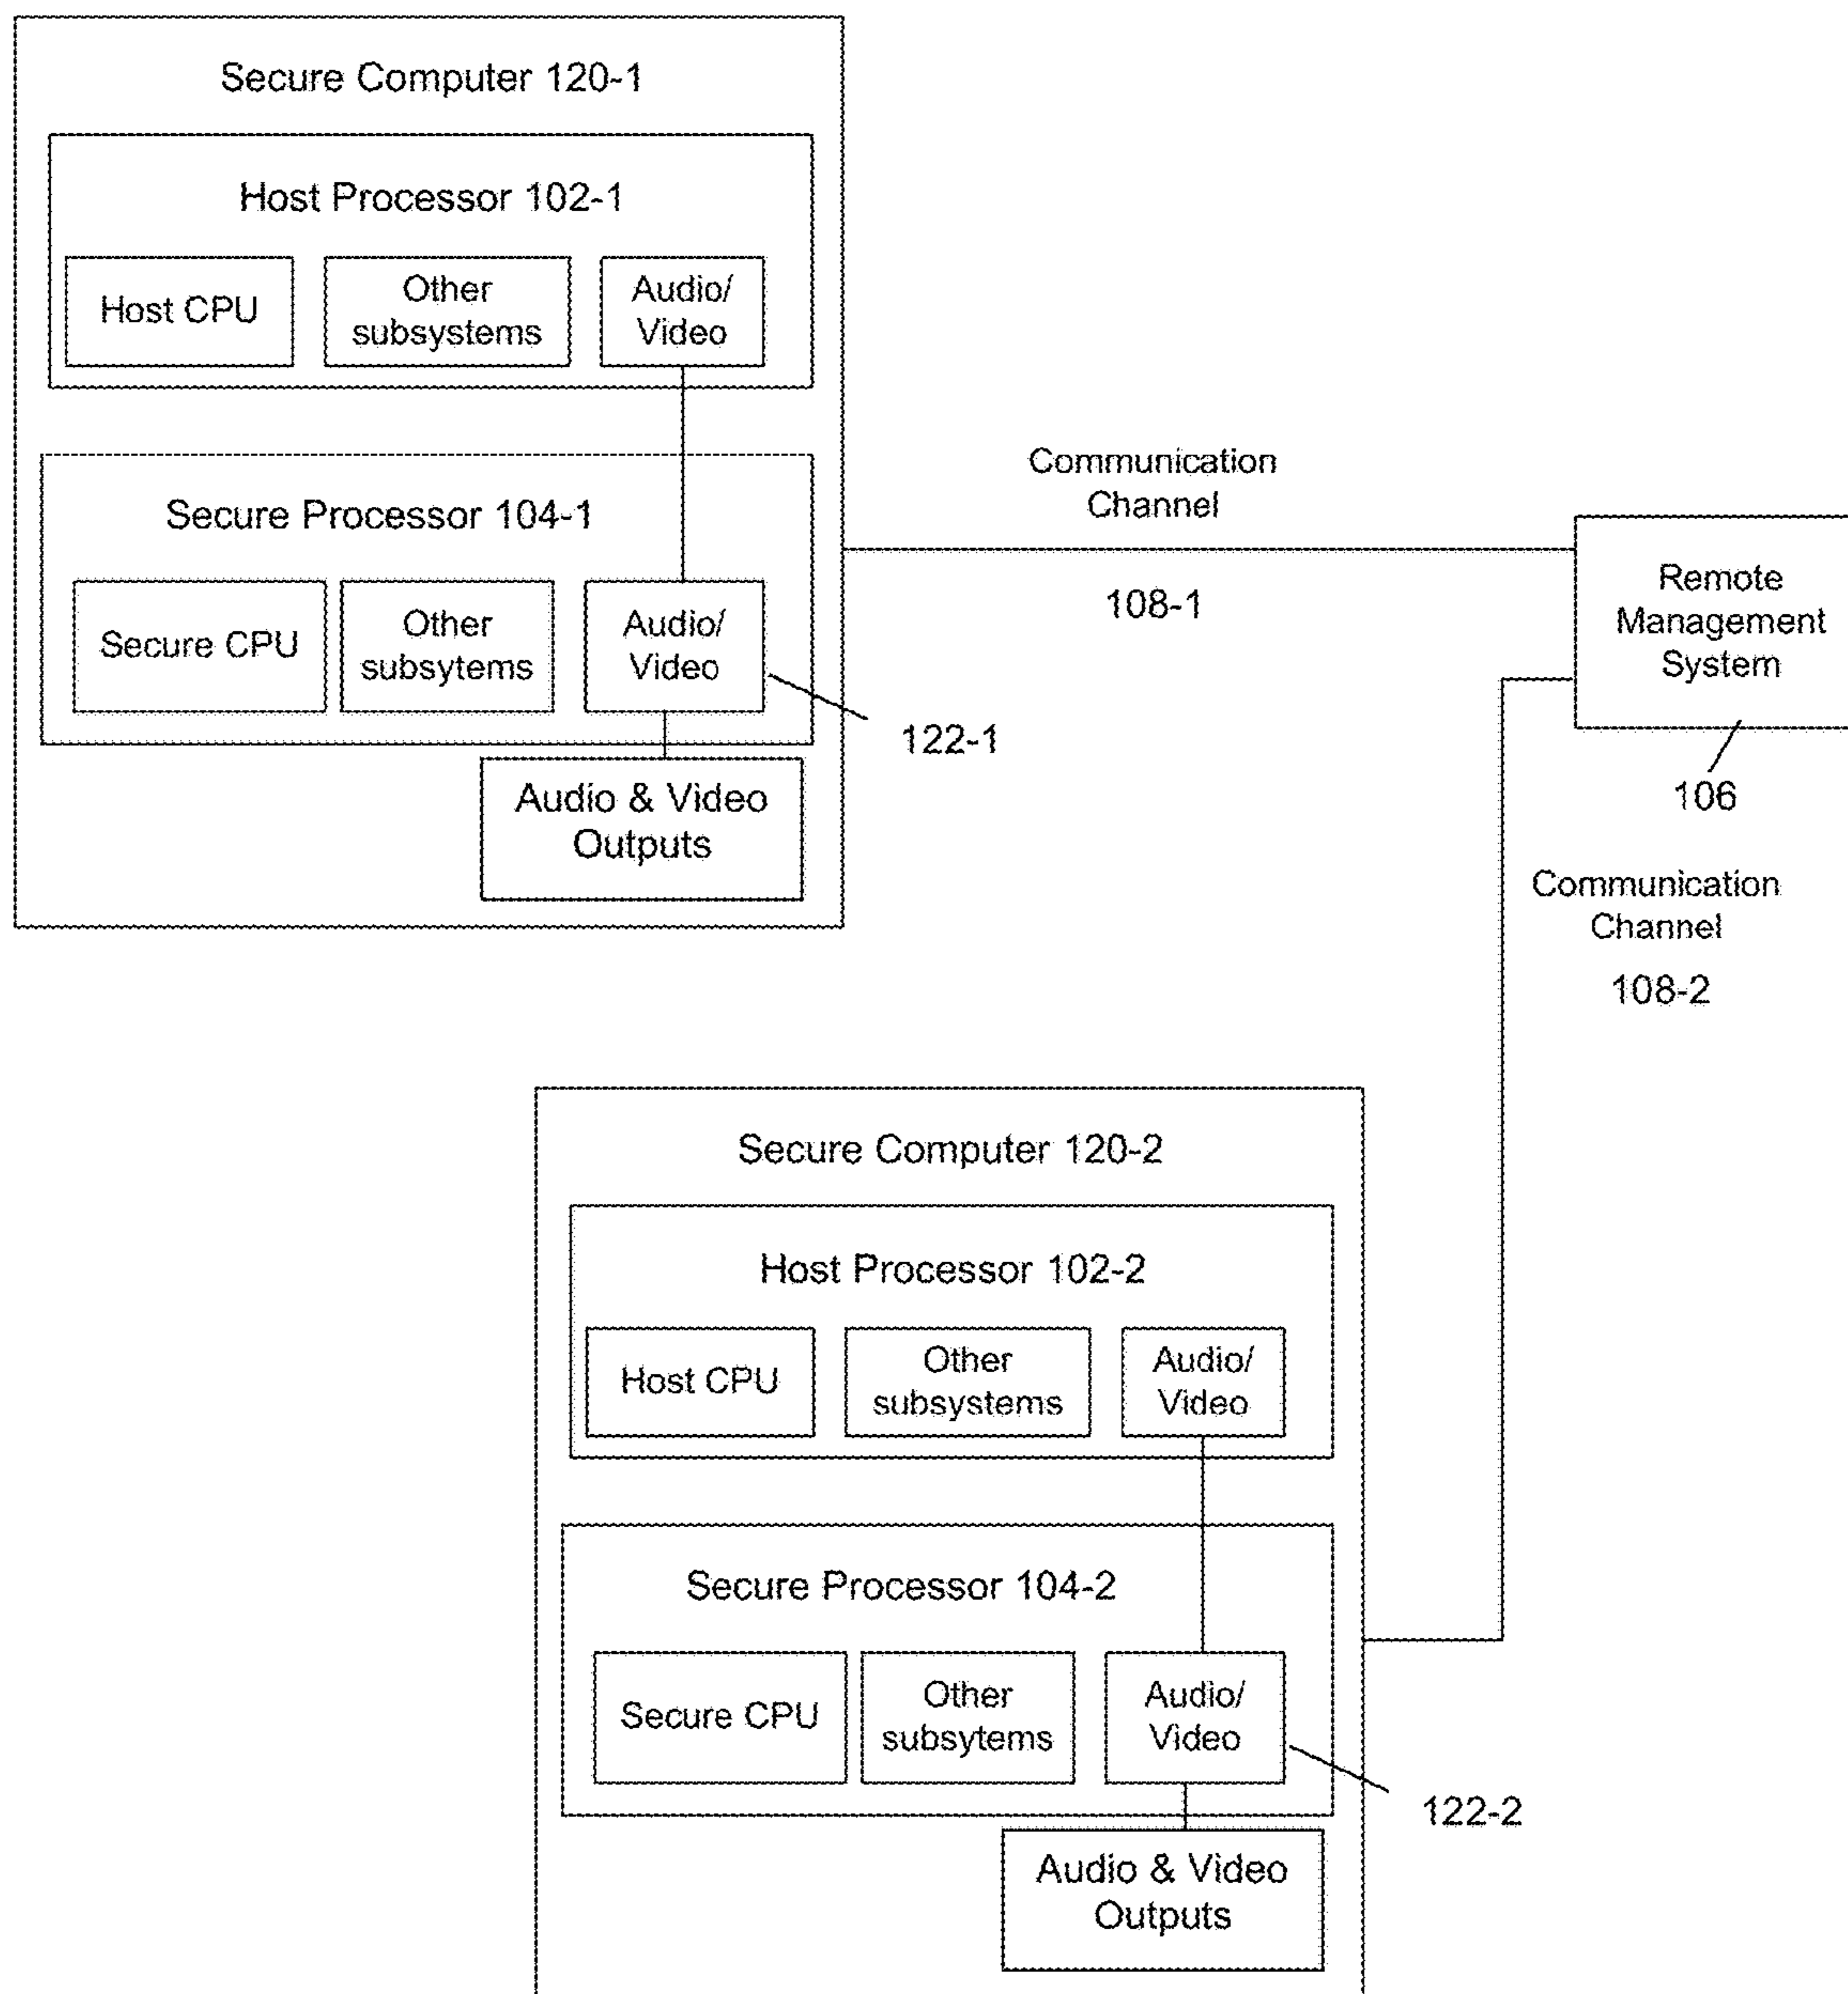 Secure Computer 120-1
Host Processor 102-1
Host CPU
Other
subsystems
Audio/
Video
Secure Processor 104-1
Secure CPU
Other
subsytems
Audio/
Video
122-1
Audio & Video
Outputs
Communication
Channel
108-1
Remote
Management
System
106
Communication
Channel
108-2
Secure Computer 120-2
Host Processor 102-2
Host CPU
Other
subsystems
Audio/
Video
Secure Processor 104-2
Secure CPU
Other
subsytems
Audio/
Video
122-2
Audio & Video
Outputs